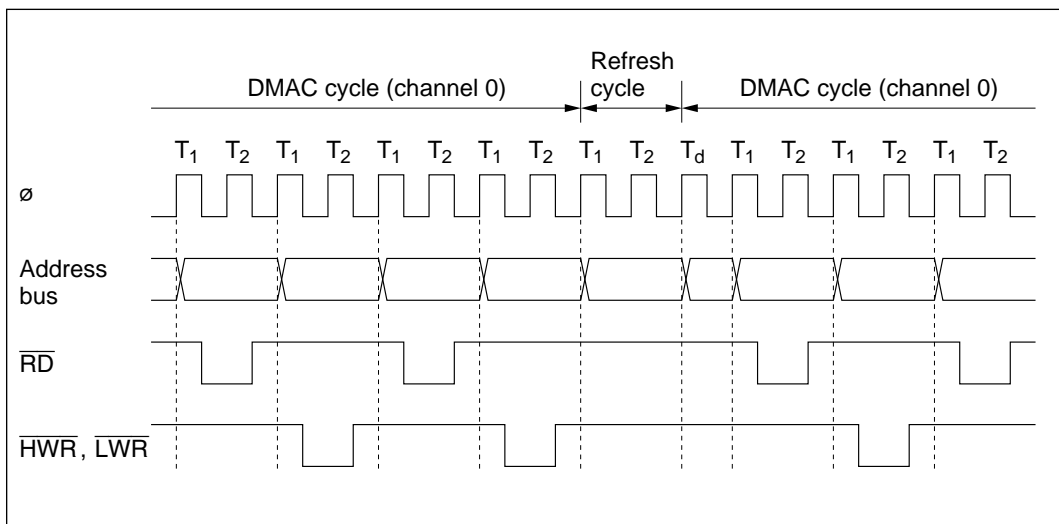 Refresh
DMAC cycle (channel 0) cycle DMAC cycle (channel 0)
T1 T2 T1 T2 T1 T2 T1 T2 T1 T2 Td T1 T2 T1 T2 T1 T2
ø
Address
bus
RD
HWR, LWR